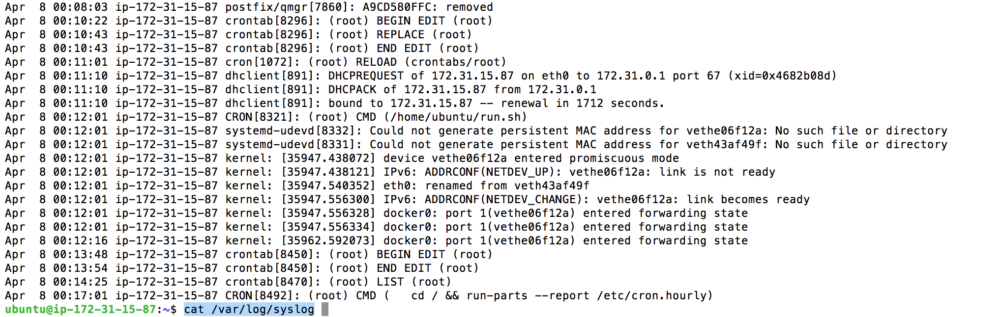 Apr  8 00:08:03 ip-172-31-15-87 postfix/qmgr[7860]: A9CD580FFC: removed
Apr  8 00:10:22 ip-172-31-15-87 crontab[8296]: (root) BEGIN EDIT (root)
Apr  8 00:10:43 ip-172-31-15-87 crontab[8296]: (root) REPLACE (root)
Apr  8 00:10:43 ip-172-31-15-87 crontab[8296]: (root) END EDIT (root)
Apr  8 00:11:01 ip-172-31-15-87 cron[1072]: (root) RELOAD (crontabs/root)
Apr  8 00:11:10 ip-172-31-15-87 dhclient[891]: DHCPREQUEST of 172.31.15.87 on eth0 to 172.31.0.1 port 67 (xid=0x4682b08d)
Apr  8 00:11:10 ip-172-31-15-87 dhclient[891]: DHCPACK of 172.31.15.87 from 172.31.0.1
Apr  8 00:11:10 ip-172-31-15-87 dhclient[891]: bound to 172.31.15.87 -- renewal in 1712 seconds.
Apr  8 00:12:01 ip-172-31-15-87 CRON[8321]: (root) CMD (/home/ubuntu/run.sh)
Apr  8 00:12:01 ip-172-31-15-87 systemd-udevd[8332]: Could not generate persistent MAC address for vethe06f12a: No such file or directory
Apr  8 00:12:01 ip-172-31-15-87 systemd-udevd[8331]: Could not generate persistent MAC address for veth43af49f: No such file or directory
Apr  8 00:12:01 ip-172-31-15-87 kernel: [35947.438072] device vethe06f12a entered promiscuous mode
Apr  8 00:12:01 ip-172-31-15-87 kernel: [35947.438121] IPv6: ADDRCONF(NETDEV_UP): vethe06f12a: link is not ready
Apr  8 00:12:01 ip-172-31-15-87 kernel: [35947.540352] eth0: renamed from veth43af49f
Apr  8 00:12:01 ip-172-31-15-87 kernel: [35947.556300] IPv6: ADDRCONF(NETDEV_CHANGE): vethe06f12a: link becomes ready
Apr  8 00:12:01 ip-172-31-15-87 kernel: [35947.556328] docker0: port 1(vethe06f12a) entered forwarding state
Apr  8 00:12:01 ip-172-31-15-87 kernel: [35947.556334] docker0: port 1(vethe06f12a) entered forwarding state
Apr  8 00:12:16 ip-172-31-15-87 kernel: [35962.592073] docker0: port 1(vethe06f12a) entered forwarding state
Apr  8 00:13:48 ip-172-31-15-87 crontab[8450]: (root) BEGIN EDIT (root)
Apr  8 00:13:54 ip-172-31-15-87 crontab[8450]: (root) END EDIT (root)
Apr  8 00:14:25 ip-172-31-15-87 crontab[8470]: (root) LIST (root)
Apr  8 00:17:01 ip-172-31-15-87 CRON[8492]: (root) CMD (   cd / && run-parts --report /etc/cron.hourly)
ubuntu@ip-172-31-15-87:~$ cat /var/log/syslog